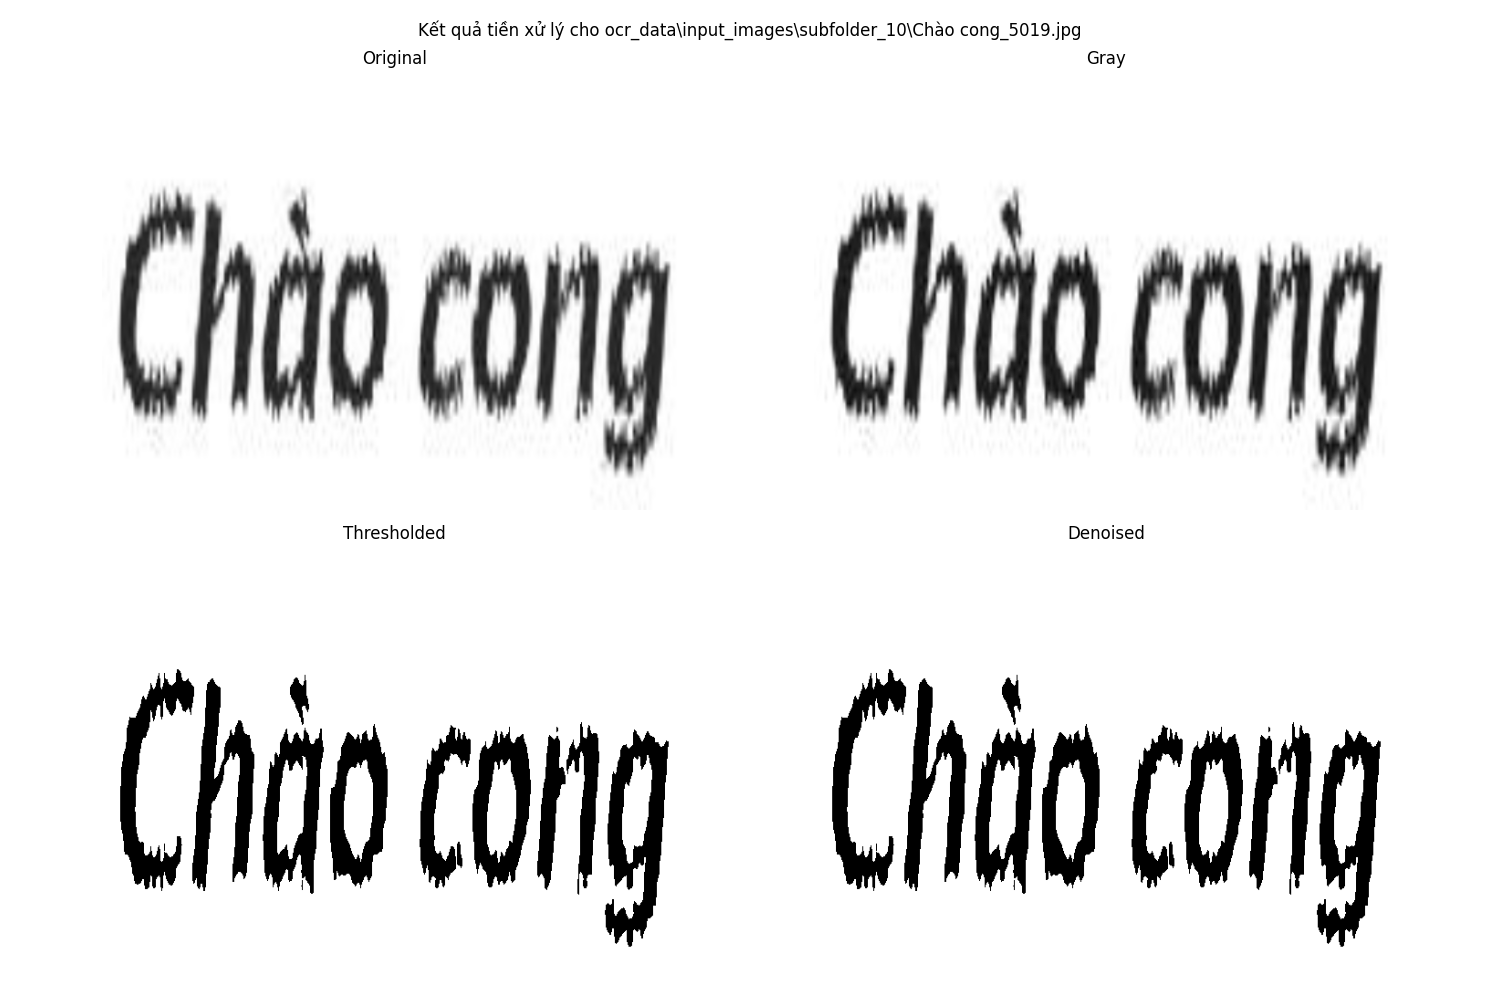 Kết quả tiền xử lý cho ocr_data\input_images\subfolder_10\Chào cong_5019.jpg
Original
Gray
Chào cong
Chào cong
Thresholded
Denoised
Chào cong
Chào cong